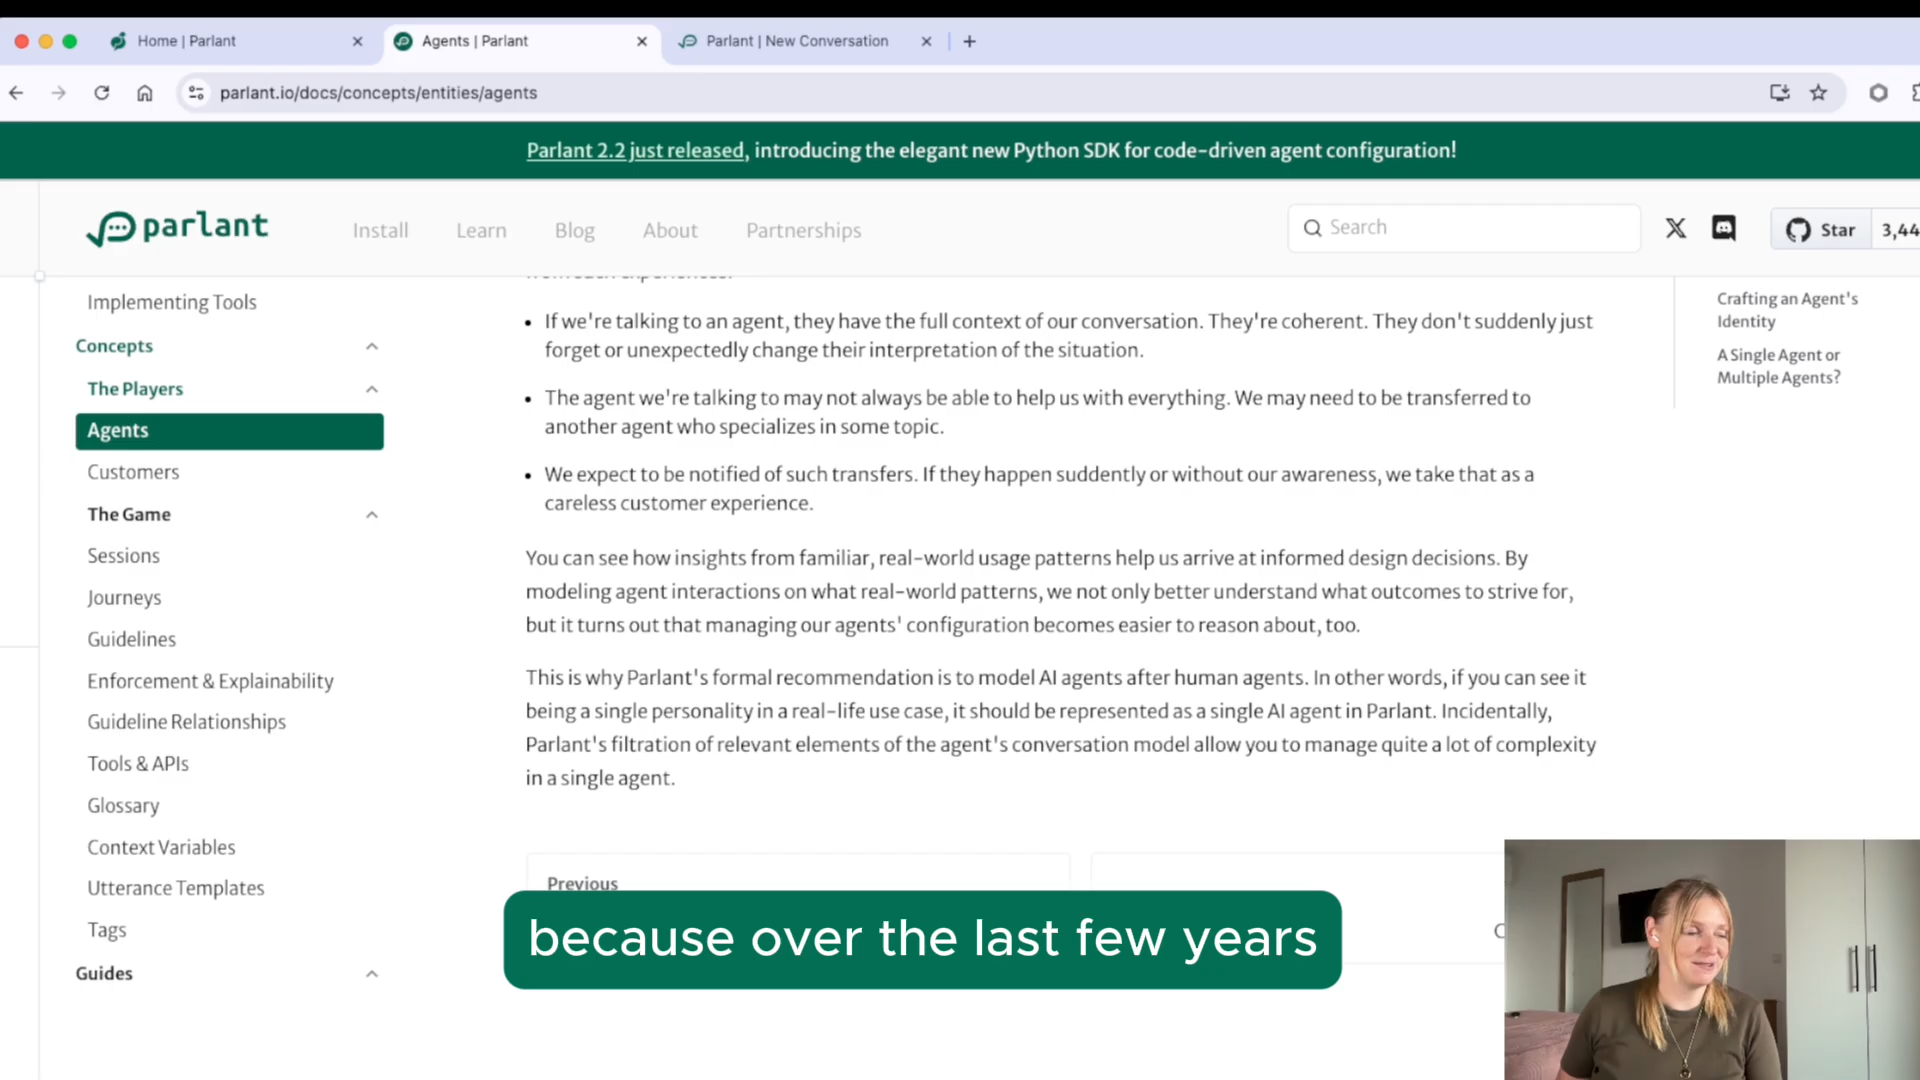 Home | Parlant
Agents | Parlant
Parlant | New Conversation
parlant.io/docs/concepts/entities/agents
Parlant 2.2 just released, introducing the elegant new Python SDK for code-driven agent configuration!
parlant
Install
Learn
Blog
About
Partnerships
Search
Star
3,44
Implementing Tools
Concepts
The Players
Agents
Customers
The Game
Sessions
Journeys
Guidelines
Enforcement & Explainability
Guideline Relationships
Tools & APIs
Glossary
Context Variables
Utterance Templates
Tags
Guides
• If we're talking to an agent, they have the full context of our conversation. They're coherent. They don't suddenly just
forget or unexpectedly change their interpretation of the situation.
• The agent we're talking to may not always be able to help us with everything. We may need to be transferred to
another agent who specializes in some topic.
• We expect to be notified of such transfers. If they happen suddenly or without our awareness, we take that as a
careless customer experience.
You can see how insights from familiar, real-world usage patterns help us arrive at informed design decisions. By
modeling agent interactions on what real-world patterns, we not only better understand what outcomes to strive for,
but it turns out that managing our agents' configuration becomes easier to reason about, too.
This is why Parlant's formal recommendation is to model AI agents after human agents. In other words, if you can see it
being a single personality in a real-life use case, it should be represented as a single AI agent in Parlant. Incidentally,
Parlant's filtration of relevant elements of the agent's conversation model allow you to manage quite a lot of complexity
in a single agent.
Previous
because over the last few years
Crafting an Agent's
Identity
A Single Agent or
Multiple Agents?